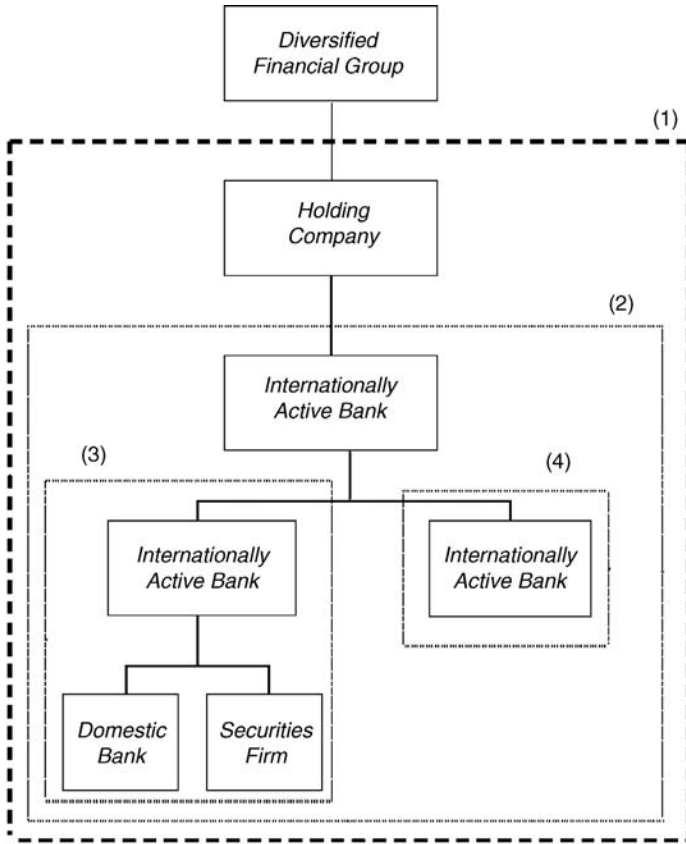 Diversified
Financial Group
(1)
Holding
Company
(2)
Internationally
Active Bank
(3)
(4)
Internationally
Active Bank
Internationally
Active Bank
Domestic
Bank
Securities
Firm